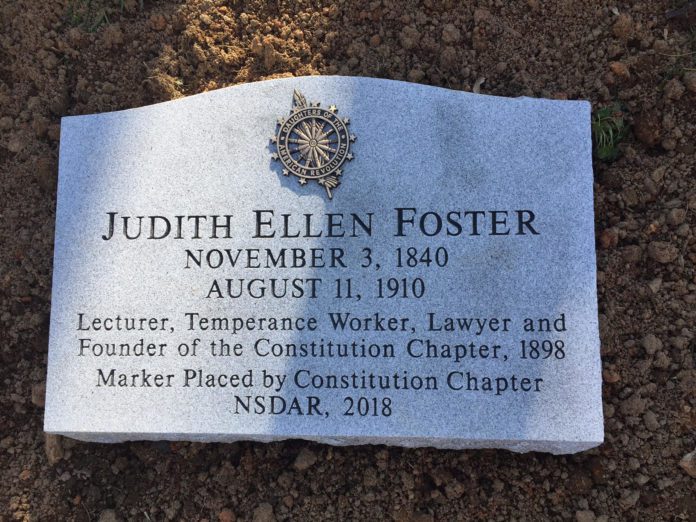 DAUGHTERS OF THE
AMERICAN REVOLUTION
JUDITH ELLEN FOSTER
NOVEMBER 3, 1840
AUGUST 11, 1910
Lecturer, Temperance Worker, Lawyer and
Founder of the Constitution Chapter, 1898
Marker Placed by Constitution Chapter
NSDAR, 2018